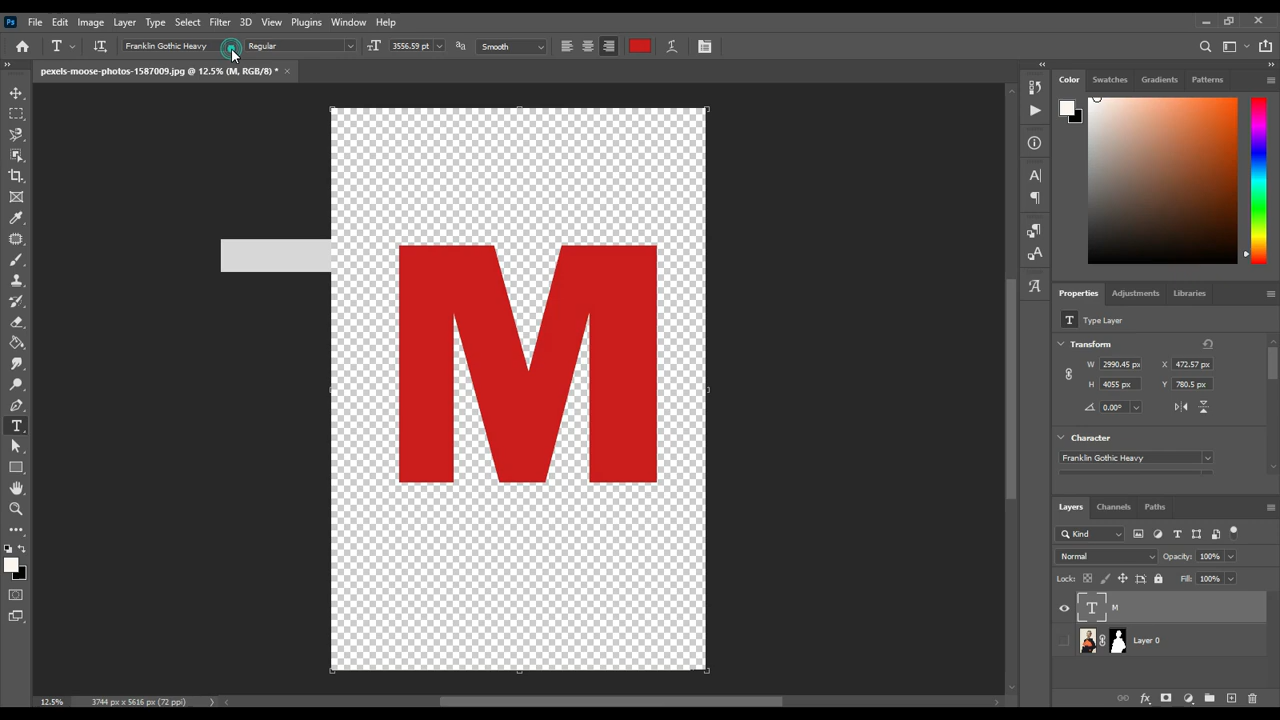 Ps File Edit Image Layer Type Select Filter 3D View Plugins Window Help
T Franklin Gothic Heavy Regular 3556.59 pt Smooth
pexels-moose-photos-1587009.jpg @ 12.5% (M, RGB/8) * ×
Color Swatches Gradients Patterns
M
Properties Adjustments Libraries
T Type Layer
Transform
W 2990.45 px X 472.57 px
H 4055 px Y 780.5 px
0.00°
Character
Franklin Gothic Heavy
Layers Channels Paths
Kind
Normal Opacity: 100%
Lock: Fill: 100%
T M
Layer 0
12.5% 3744 px x 5616 px (72 ppi)